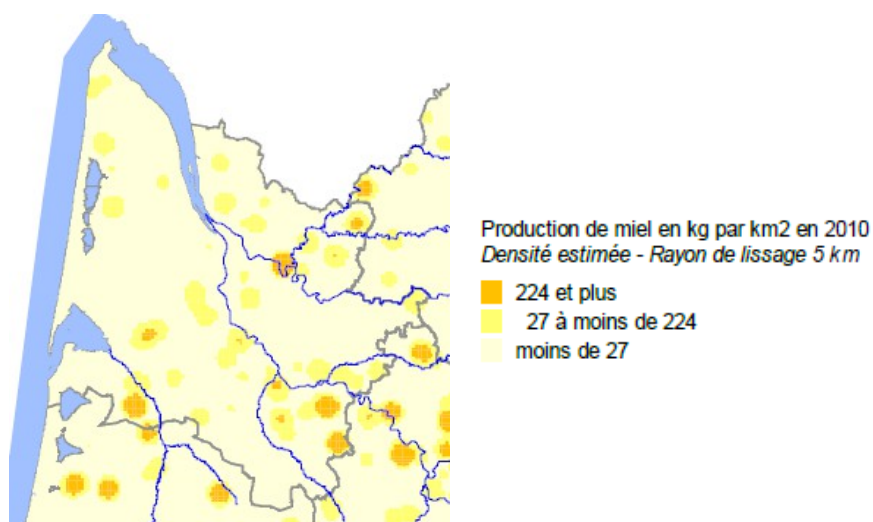 Production de miel en kg par km2 en 2010
Densité estimée - Rayon de lissage 5 km
224 et plus
27 à moins de 224
moins de 27